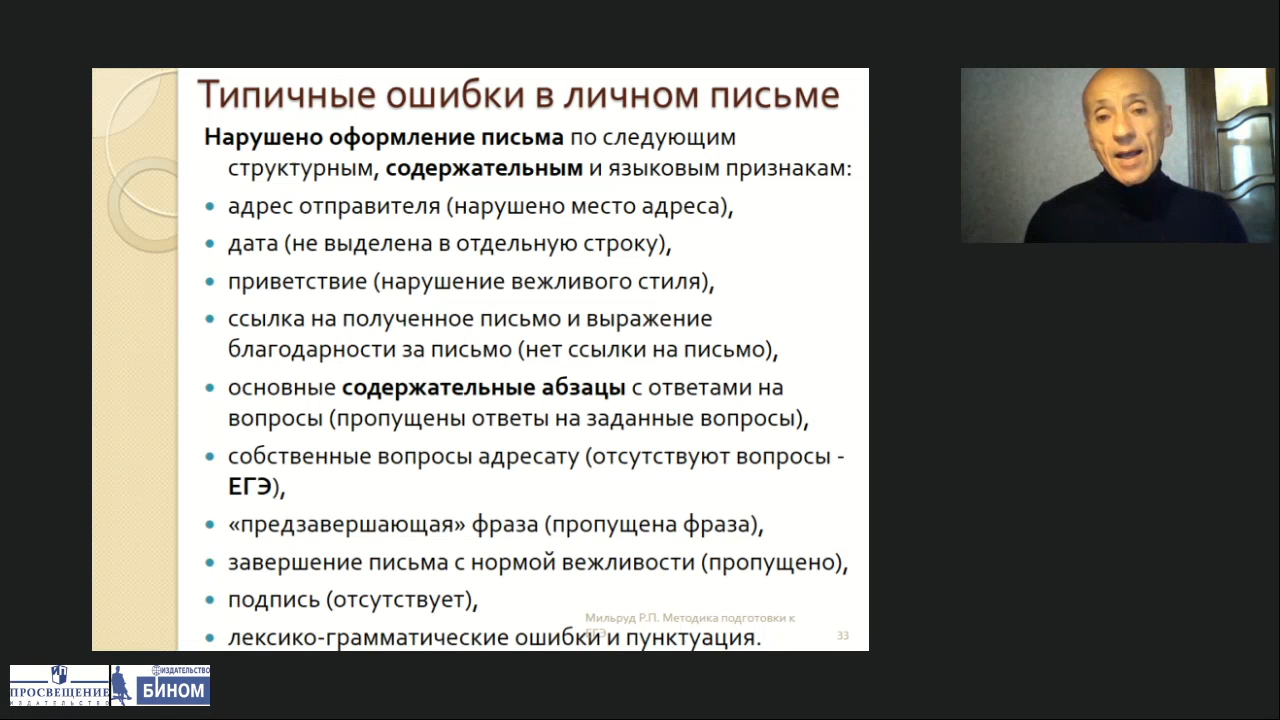 Типичные ошибки в личном письме
Нарушено оформление письма по следующим
структурным, содержательным и языковым признакам:
• адрес отправителя (нарушено место адреса),
• дата (не выделена в отдельную строку),
• приветствие (нарушение вежливого стиля),
• ссылка на полученное письмо и выражение
благодарности за письмо (нет ссылки на письмо),
• основные содержательные абзацы с ответами на
вопросы (пропущены ответы на заданные вопросы),
• собственные вопросы адресату (отсутствуют вопросы -
ЕГЭ),
• «предзавершающая» фраза (пропущена фраза),
• завершение письма с нормой вежливости (пропущено),
• подпись (отсутствует),
Мильруд Р.П. Методика подготовки к
ЕГЭ
33
• лексико-грамматические ошибки и пунктуация.
ПРОСВЕЩЕНИЕ
ИЗДАТЕЛЬСТВО
ИЗДАТЕЛЬСТВО
БИНОМ